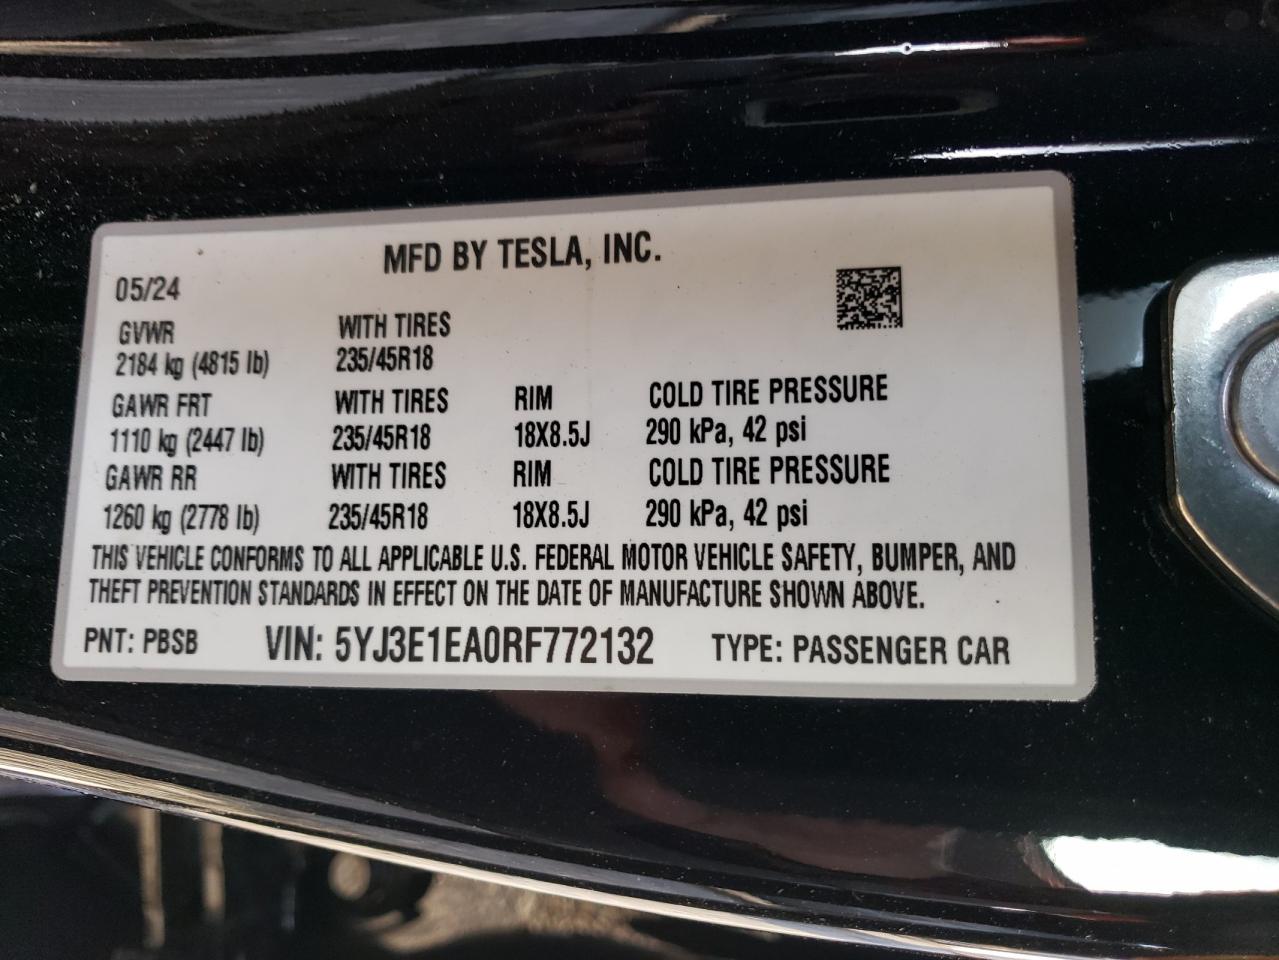 MFD BY TESLA, INC.
05/24
GVWR WITH TIRES
2184 kg (4815 lb) 235/45R18
GAWR FRT WITH TIRES RIM COLD TIRE PRESSURE
1110 kg (2447 lb) 235/45R18 18X8.5J 290 kPa, 42 psi
GAWR RR WITH TIRES RIM COLD TIRE PRESSURE
1260 kg (2778 lb) 235/45R18 18X8.5J 290 kPa, 42 psi
THIS VEHICLE CONFORMS TO ALL APPLICABLE U.S. FEDERAL MOTOR VEHICLE SAFETY, BUMPER, AND
THEFT PREVENTION STANDARDS IN EFFECT ON THE DATE OF MANUFACTURE SHOWN ABOVE.
PNT: PBSB VIN: 5YJ3E1EA0RF772132 TYPE: PASSENGER CAR